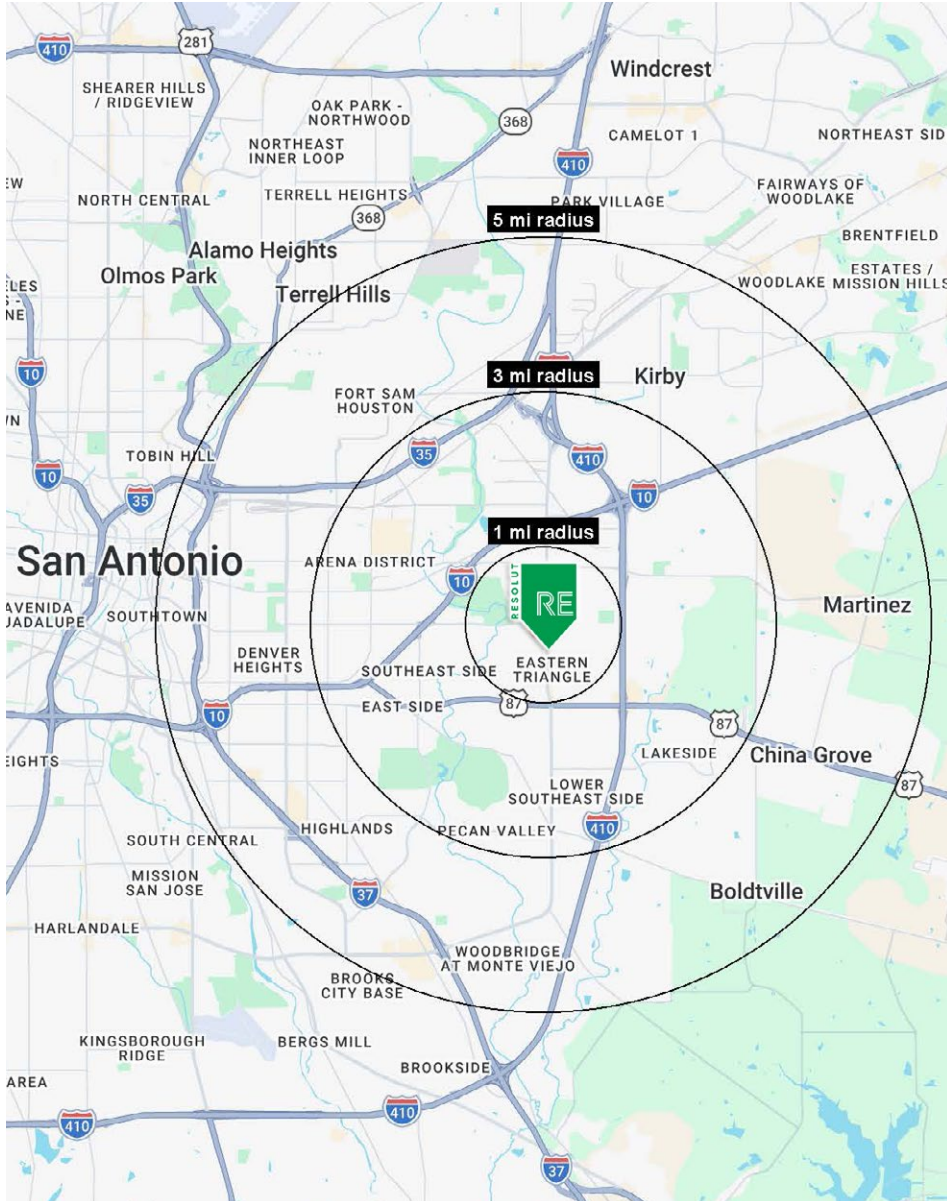 410
281
Windcrest
SHEARER HILLS
/ RIDGEVIEW
OAK PARK -
NORTHWOOD
368
CAMELOT 1
NORTHEAST SID
NORTHEAST
INNER LOOP
410
EW
NORTH CENTRAL
TERRELL HEIGHTS
368
PARK VILLAGE
FAIRWAYS OF
WOODLAKE
5 mi radius
BRENTFIELD
Alamo Heights
Olmos Park
Terrell Hills
WOODLAKE
ESTATES /
MISSION HILLS
10
3 mi radius
Kirby
FORT SAM
HOUSTON
WN
TOBIN HILL
35
410
10
35
10
1 mi radius
San Antonio
ARENA DISTRICT
10
RESOLUT
RE
AVENIDA
GUADALUPE
SOUTHTOWN
Martinez
DENVER
HEIGHTS
SOUTHEAST SIDE
EASTERN
TRIANGLE
EAST SIDE
87
10
87
LAKESIDE
China Grove
EIGHTS
87
LOWER
SOUTHEAST SIDE
HIGHLANDS
PECAN VALLEY
410
SOUTH CENTRAL
MISSION
SAN JOSE
37
Boldtville
HARLANDALE
WOODBRIDGE
AT MONTE VIEJO
BROOKS
CITY BASE
KINGSBOROUGH
RIDGE
BERGS MILL
BROOKSIDE
AREA
410
410
37